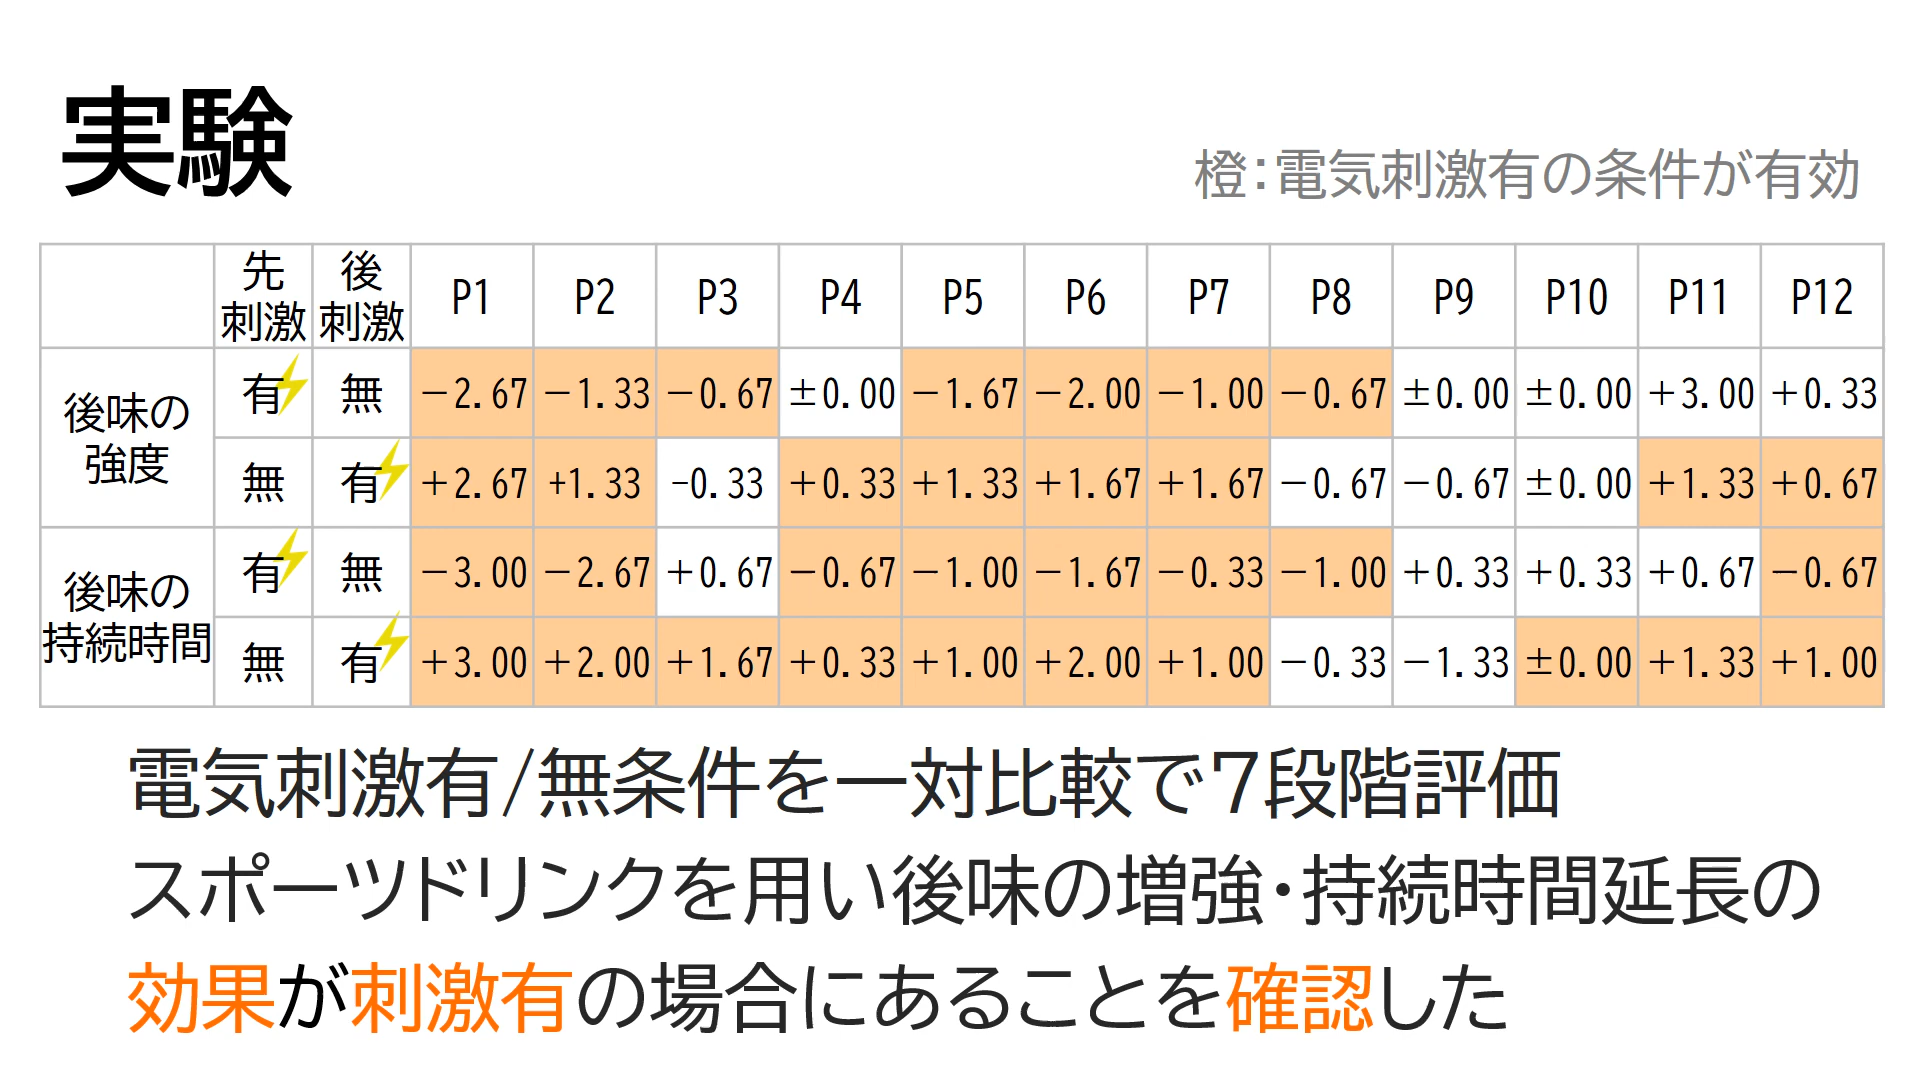 実験
橙：電気刺激有の条件が有効
先刺激 後刺激 P1 P2 P3 P4 P5 P6 P7 P8 P9 P10 P11 P12
後味の強度 有 無 －2.67 －1.33 －0.67 ±0.00 －1.67 －2.00 －1.00 －0.67 ±0.00 ±0.00 ＋3.00 ＋0.33
無 有 ＋2.67 +1.33 -0.33 ＋0.33 ＋1.33 ＋1.67 ＋1.67 －0.67 －0.67 ±0.00 ＋1.33 ＋0.67
後味の持続時間 有 無 －3.00 －2.67 ＋0.67 －0.67 －1.00 －1.67 －0.33 －1.00 ＋0.33 ＋0.33 ＋0.67 －0.67
無 有 ＋3.00 ＋2.00 ＋1.67 ＋0.33 ＋1.00 ＋2.00 ＋1.00 －0.33 －1.33 ±0.00 ＋1.33 ＋1.00
電気刺激有/無条件を一対比較で7段階評価
スポーツドリンクを用い後味の増強・持続時間延長の
効果が刺激有の場合にあることを確認した